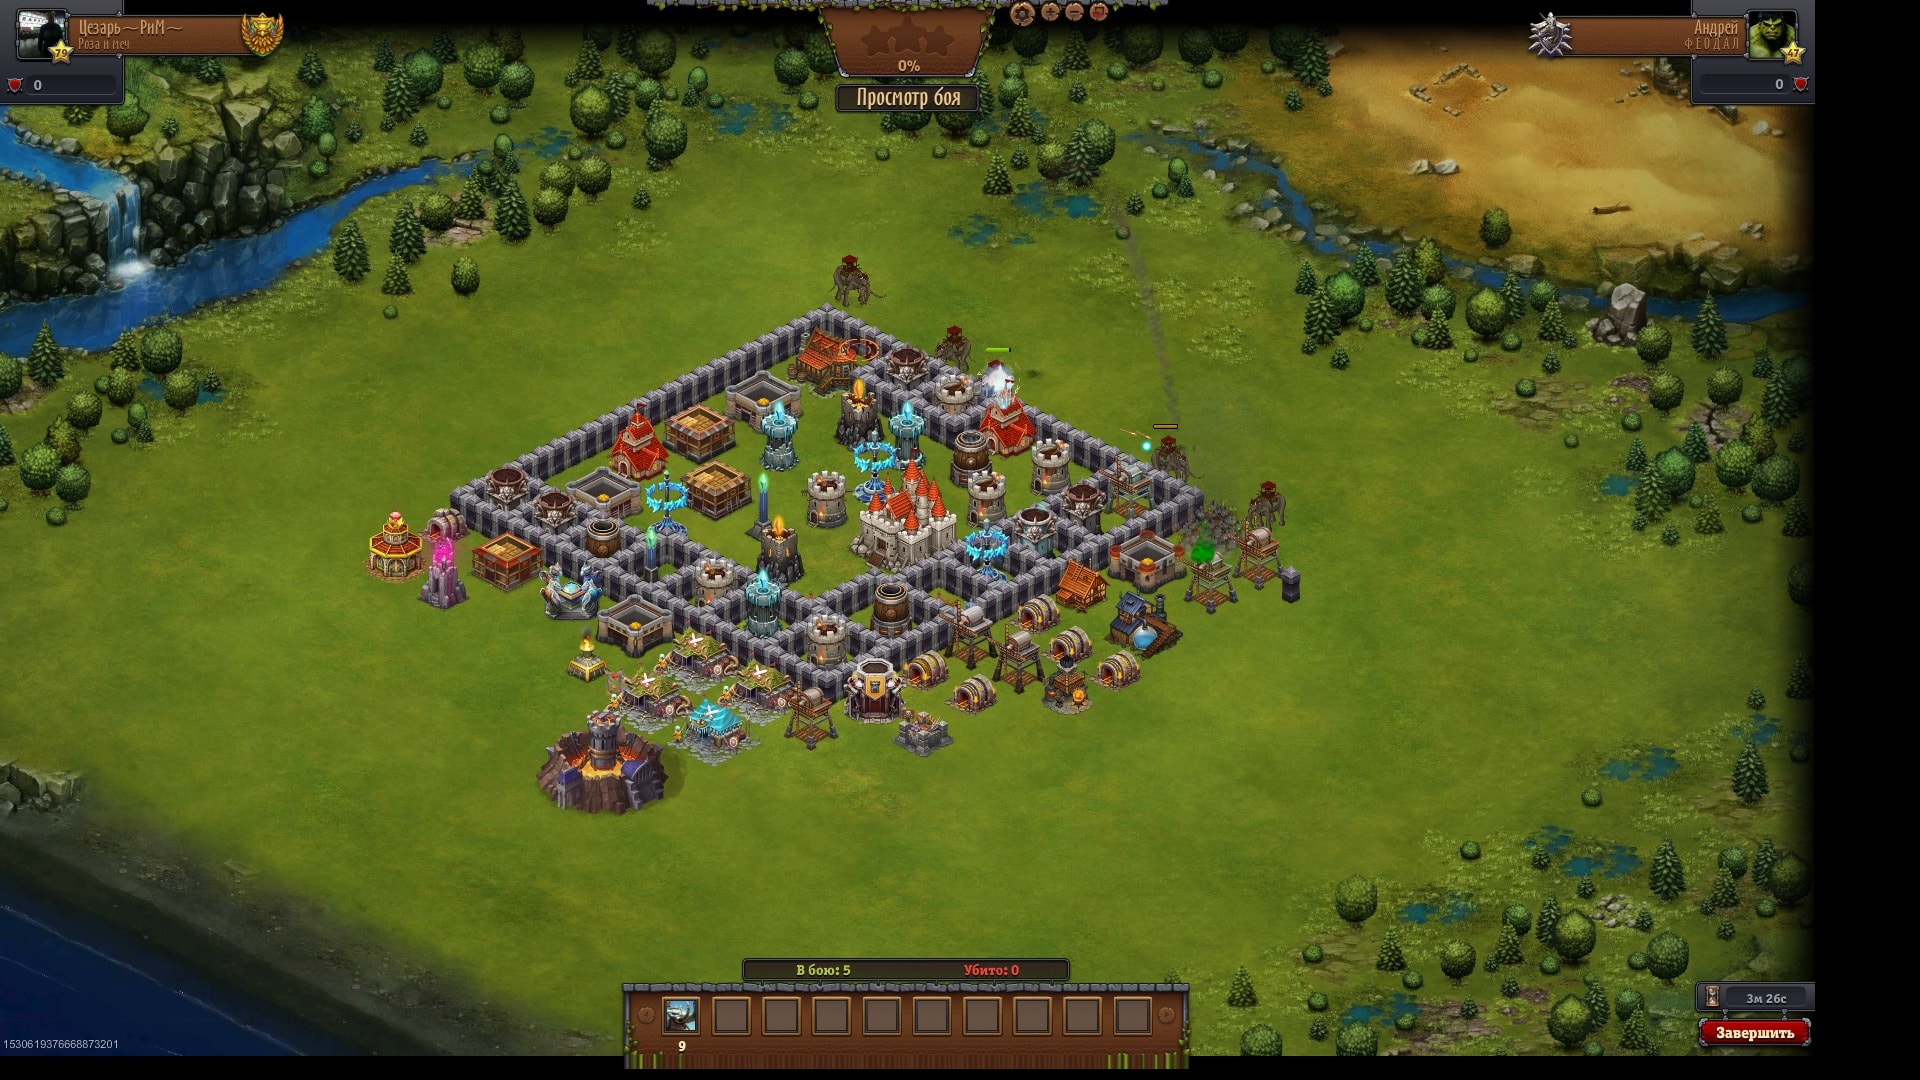 Цезарь~РиМ~
Роза и меч
79
0
0%
Просмотр боя
Андрей
ФЕОДАЛ
47
0
В бою: 5
Убито: 0
9
3м 26с
Завершить
1530619376668873201